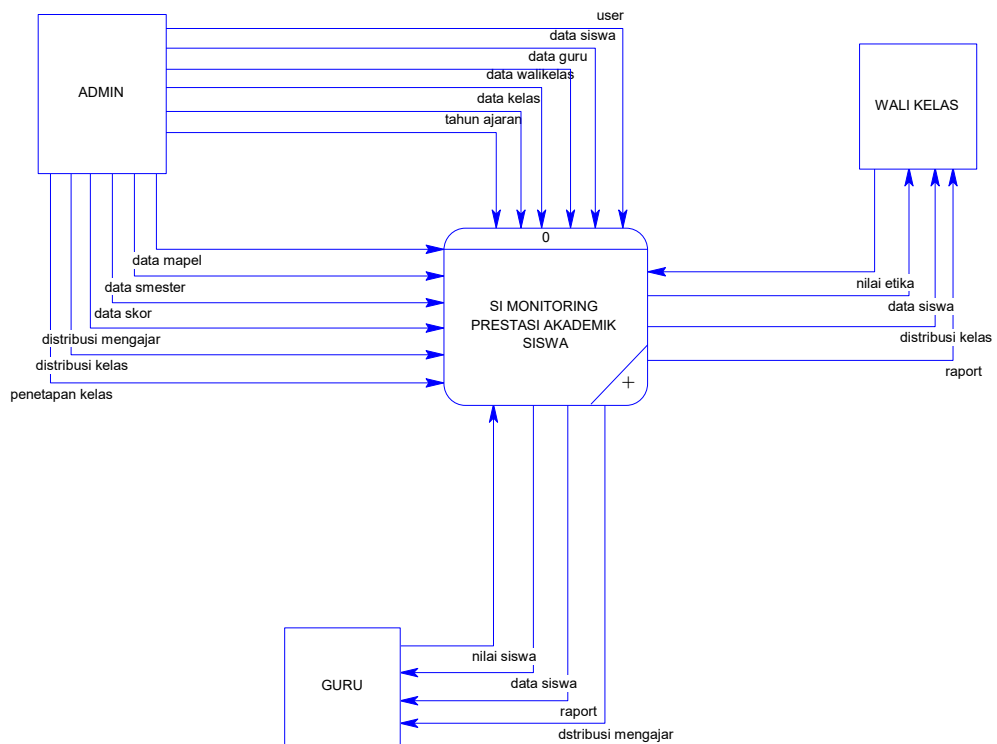 user
data siswa
data guru
data walikelas
data kelas
tahun ajaran
ADMIN
WALI KELAS
0
SI MONITORING
PRESTASI AKADEMIK
SISWA
+
data mapel
data smester
data skor
distribusi mengajar
distribusi kelas
penetapan kelas
nilai etika
data siswa
distribusi kelas
raport
GURU
nilai siswa
data siswa
raport
dstribusi mengajar